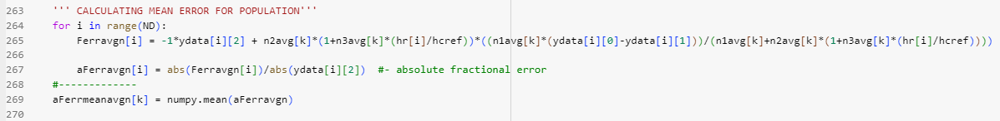 263 ''' CALCULATING MEAN ERROR FOR POPULATION'''
264 for i in range(ND):
265 Ferravgn[i] = -1*ydata[i][2] + n2avg[k]*(1+n3avg[k]*(hr[i]/hcref))*((n1avg[k]*(ydata[i][0]-ydata[i][1]))/(n1avg[k]+n2avg[k]*(1+n3avg[k]*(hr[i]/hcref))))
266
267 aFerravgn[i] = abs(Ferravgn[i])/abs(ydata[i][2]) #- absolute fractional error
268 #-------------
269 aFerrmeanavgn[k] = numpy.mean(aFerravgn)
270